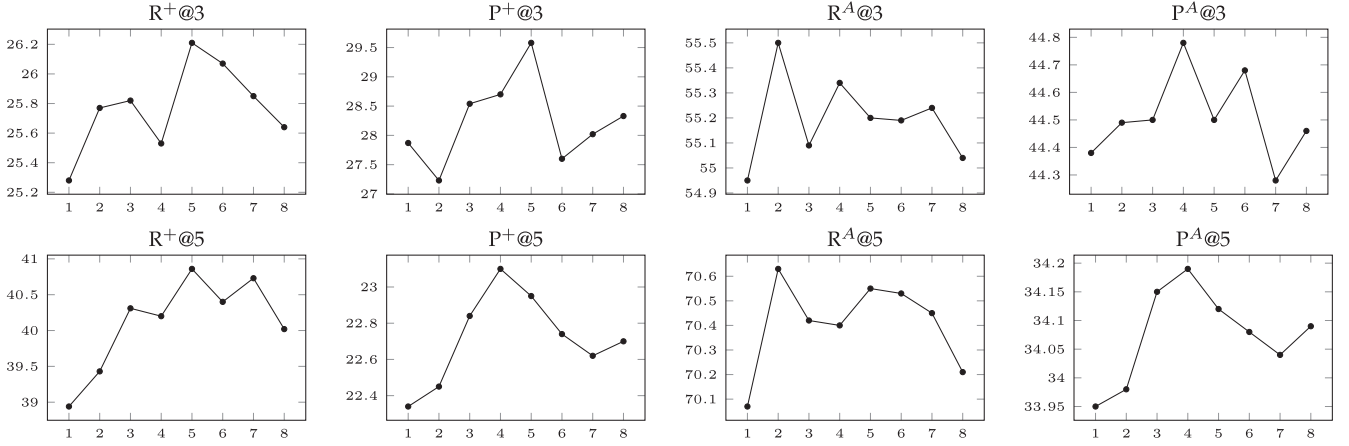 R⁺@3
26.2
26
25.8
25.6
25.4
25.2
1 2 3 4 5 6 7 8
P⁺@3
29.5
29
28.5
28
27.5
27
1 2 3 4 5 6 7 8
Rᴬ@3
55.5
55.4
55.3
55.2
55.1
55
54.9
1 2 3 4 5 6 7 8
Pᴬ@3
44.8
44.7
44.6
44.5
44.4
44.3
1 2 3 4 5 6 7 8
R⁺@5
41
40.5
40
39.5
39
1 2 3 4 5 6 7 8
P⁺@5
23
22.8
22.6
22.4
1 2 3 4 5 6 7 8
Rᴬ@5
70.6
70.5
70.4
70.3
70.2
70.1
1 2 3 4 5 6 7 8
Pᴬ@5
34.2
34.15
34.1
34.05
34
33.95
1 2 3 4 5 6 7 8